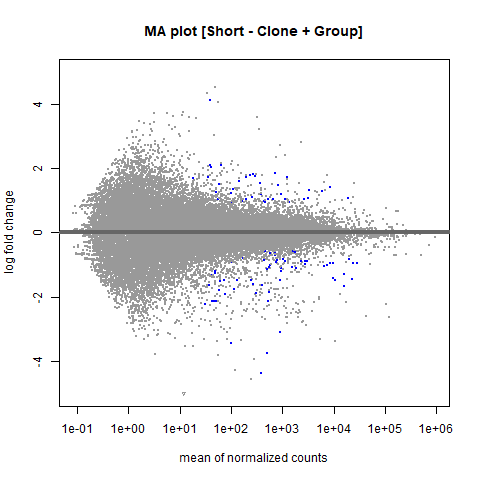 MA plot [Short - Clone + Group]
log fold change
4
2
0
-2
-4
1e-01 1e+00 1e+01 1e+02 1e+03 1e+04 1e+05 1e+06
mean of normalized counts